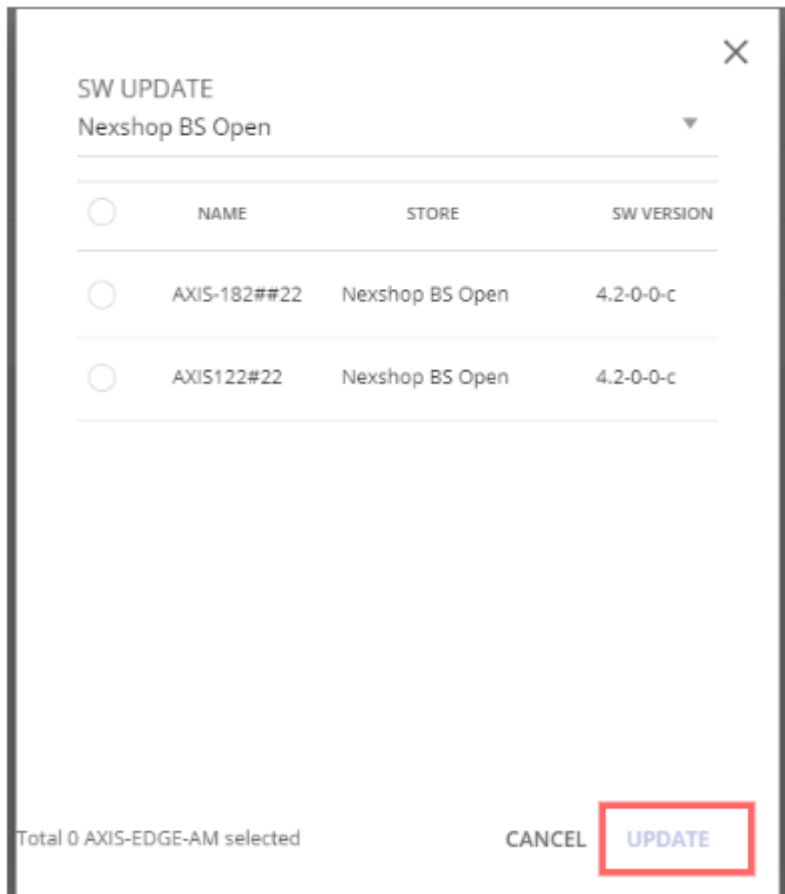 SW UPDATE
Nexshop BS Open
NAME STORE SW VERSION
AXIS-182##22 Nexshop BS Open 4.2-0-0-c
AXIS122#22 Nexshop BS Open 4.2-0-0-c
Total 0 AXIS-EDGE-AM selected CANCEL UPDATE